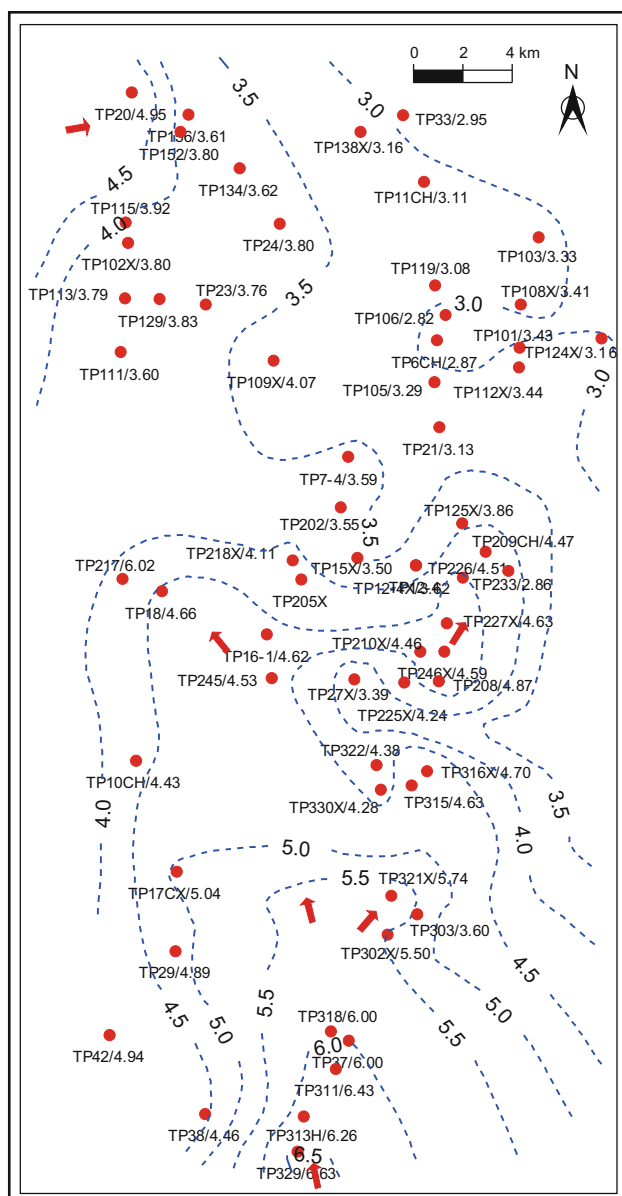 0 2 4 km
N
3.5
3.0
TP20/4.95
TP33/2.95
TP156/3.61
TP138X/3.16
TP152/3.80
TP134/3.62
4.5
TP11CH/3.11
TP115/3.92
4.0
TP24/3.80
TP103/3.33
TP102X/3.80
TP119/3.08
TP113/3.79
TP23/3.76
3.5
TP108X/3.41
3.0
TP129/3.83
TP106/2.82
TP101/3.43
TP124X/3.16
TP111/3.60
TP6CH/2.87
TP109X/4.07
TP105/3.29
TP112X/3.44
3.0
TP21/3.13
TP7-4/3.59
TP125X/3.86
TP202/3.55
3.5
TP209CH/4.47
TP218X/4.11
TP217/6.02
TP15X/3.50
TP226/4.51
TP233/2.86
TP18/4.66
TP205X
TP227X/4.63
TP16-1/4.62
TP210X/4.46
TP246X/4.59
TP245/4.53
TP27X/3.39
TP208/4.87
TP225X/4.24
TP322/4.38
TP316X/4.70
TP10CH/4.43
TP330X/4.28
TP315/4.63
3.5
4.0
4.0
5.0
5.5
TP321X/5.74
TP17CX/5.04
TP303/3.60
TP302X/5.50
TP29/4.89
4.5
5.0
4.5
5.0
5.5
5.5
TP318/6.00
6.0
TP42/4.94
TP37/6.00
TP311/6.43
TP38/4.46
TP313H/6.26
6.5
TP329/6.63